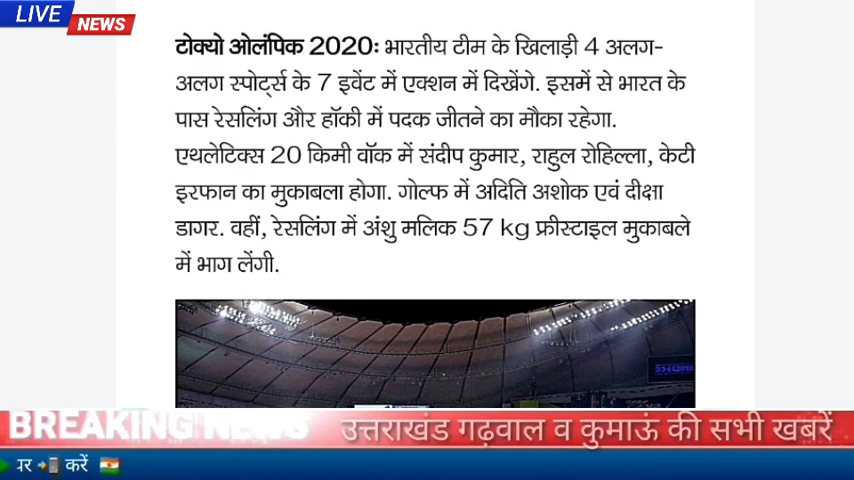 LIVE
NEWS
टोक्यो ओलंपिक 2020: भारतीय टीम के खिलाड़ी 4 अलग-
अलग स्पोर्ट्स के 7 इवेंट में एक्शन में दिखेंगे. इसमें से भारत के
पास रेसलिंग और हॉकी में पदक जीतने का मौका रहेगा.
एथलेटिक्स 20 किमी वॉक में संदीप कुमार, राहुल रोहिल्ला, केटी
इरफान का मुकाबला होगा. गोल्फ में अदिति अशोक एवं दीक्षा
डागर. वहीं, रेसलिंग में अंशु मलिक 57 kg फ्रीस्टाइल मुकाबले
में भाग लेंगी.
BREAKING NEWS
उत्तराखंड गढ़वाल व कुमाऊं की सभी खबरें
करें